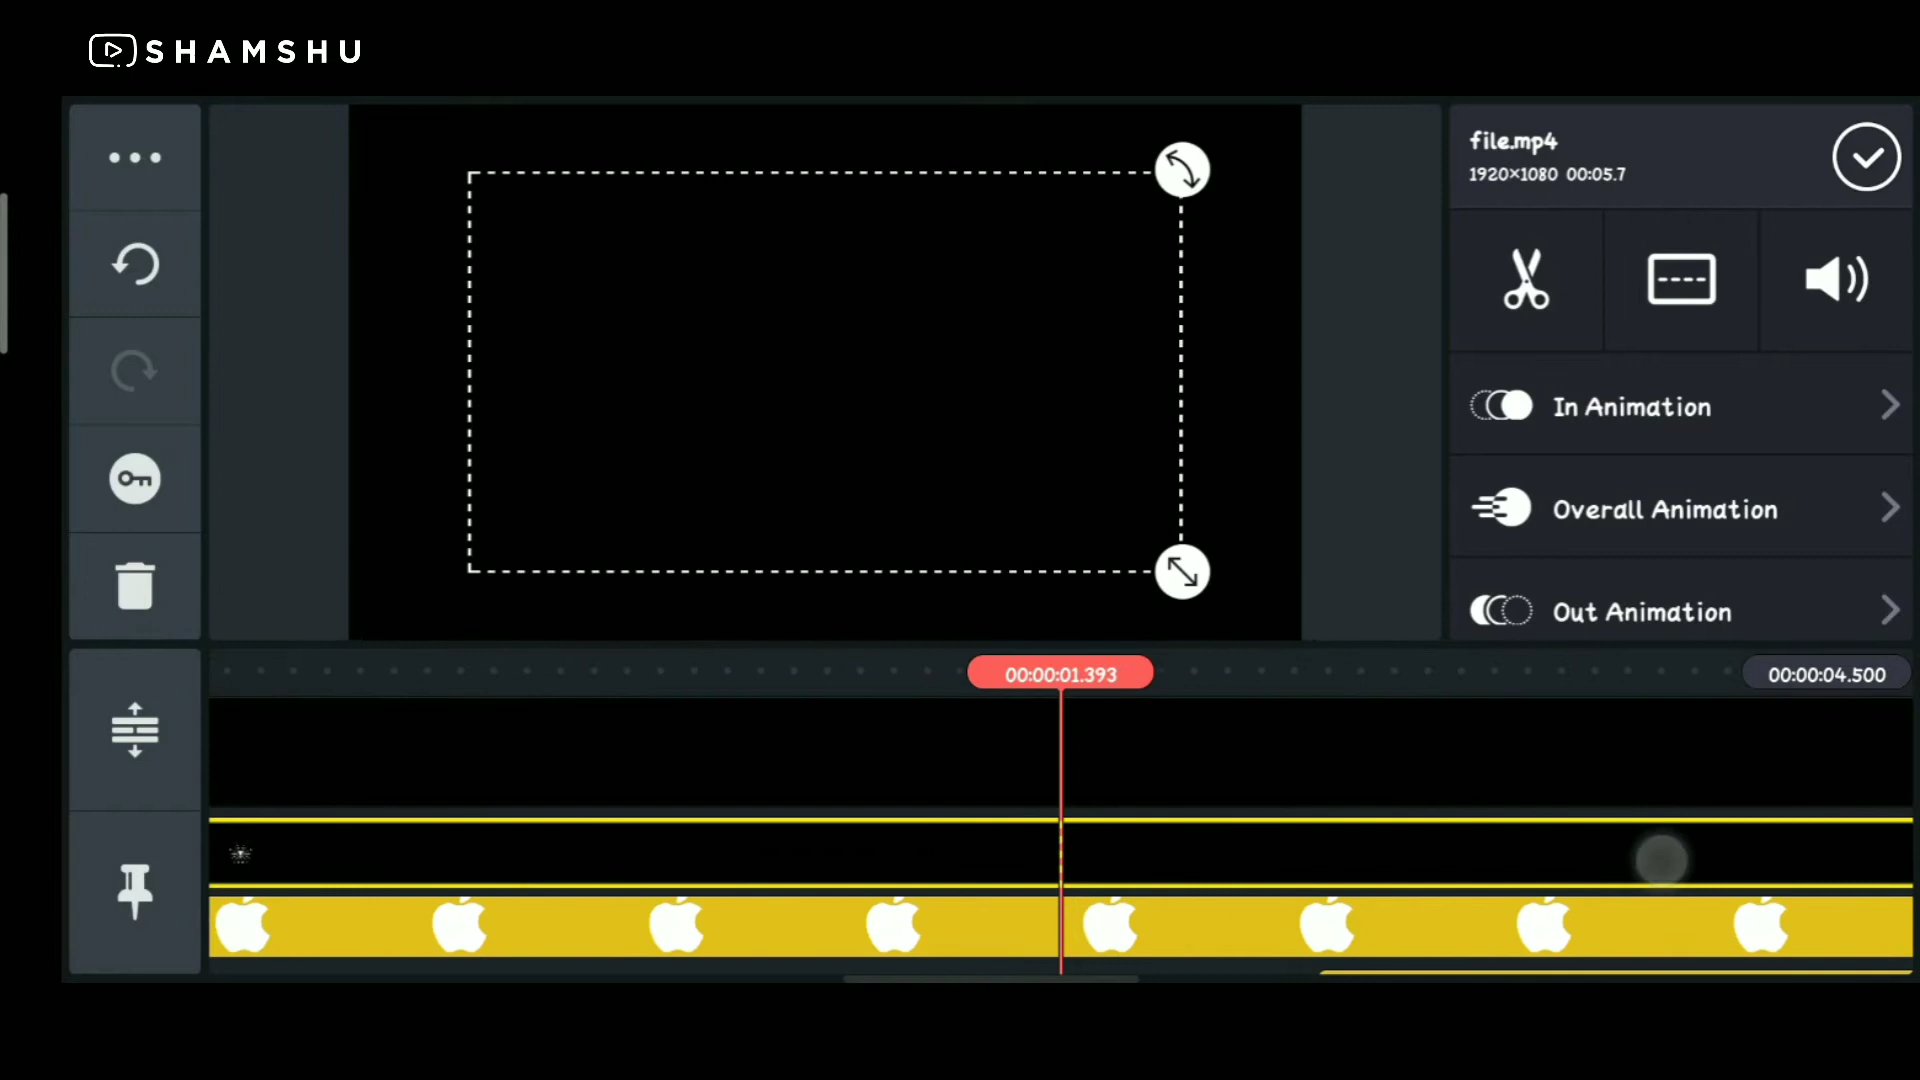 SHAMSHU
file.mp4
1920×1080 00:05.7
In Animation
Overall Animation
Out Animation
00:00:01.393
00:00:04.500